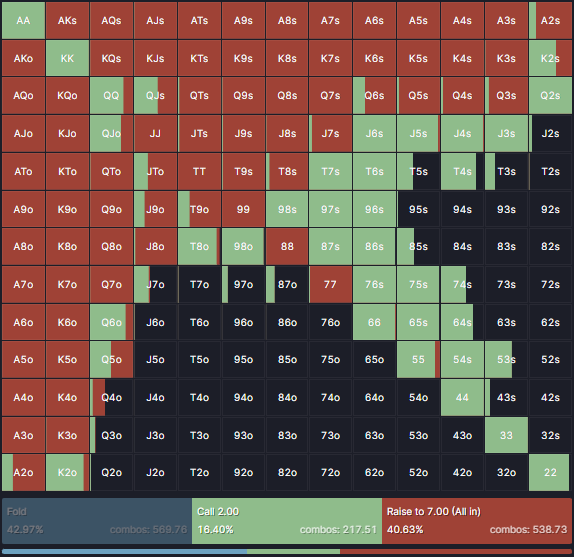 AA AKs AQs AJs ATs A9s A8s A7s A6s A5s A4s A3s A2s
AKo KK KQs KJs KTs K9s K8s K7s K6s K5s K4s K3s K2s
AQo KQo QQ QJs QTs Q9s Q8s Q7s Q6s Q5s Q4s Q3s Q2s
AJo KJo QJo JJ JTs J9s J8s J7s J6s J5s J4s J3s J2s
ATo KTo QTo JTo TT T9s T8s T7s T6s T5s T4s T3s T2s
A9o K9o Q9o J9o T9o 99 98s 97s 96s 95s 94s 93s 92s
A8o K8o Q8o J8o T8o 98o 88 87s 86s 85s 84s 83s 82s
A7o K7o Q7o J7o T7o 97o 87o 77 76s 75s 74s 73s 72s
A6o K6o Q6o J6o T6o 96o 86o 76o 66 65s 64s 63s 62s
A5o K5o Q5o J5o T5o 95o 85o 75o 65o 55 54s 53s 52s
A4o K4o Q4o J4o T4o 94o 84o 74o 64o 54o 44 43s 42s
A3o K3o Q3o J3o T3o 93o 83o 73o 63o 53o 43o 33 32s
A2o K2o Q2o J2o T2o 92o 82o 72o 62o 52o 42o 32o 22
Fold Call 2.00 Raise to 7.00 (All in)
42.97% combos: 569.76 16.40% combos: 217.51 40.63% combos: 538.73